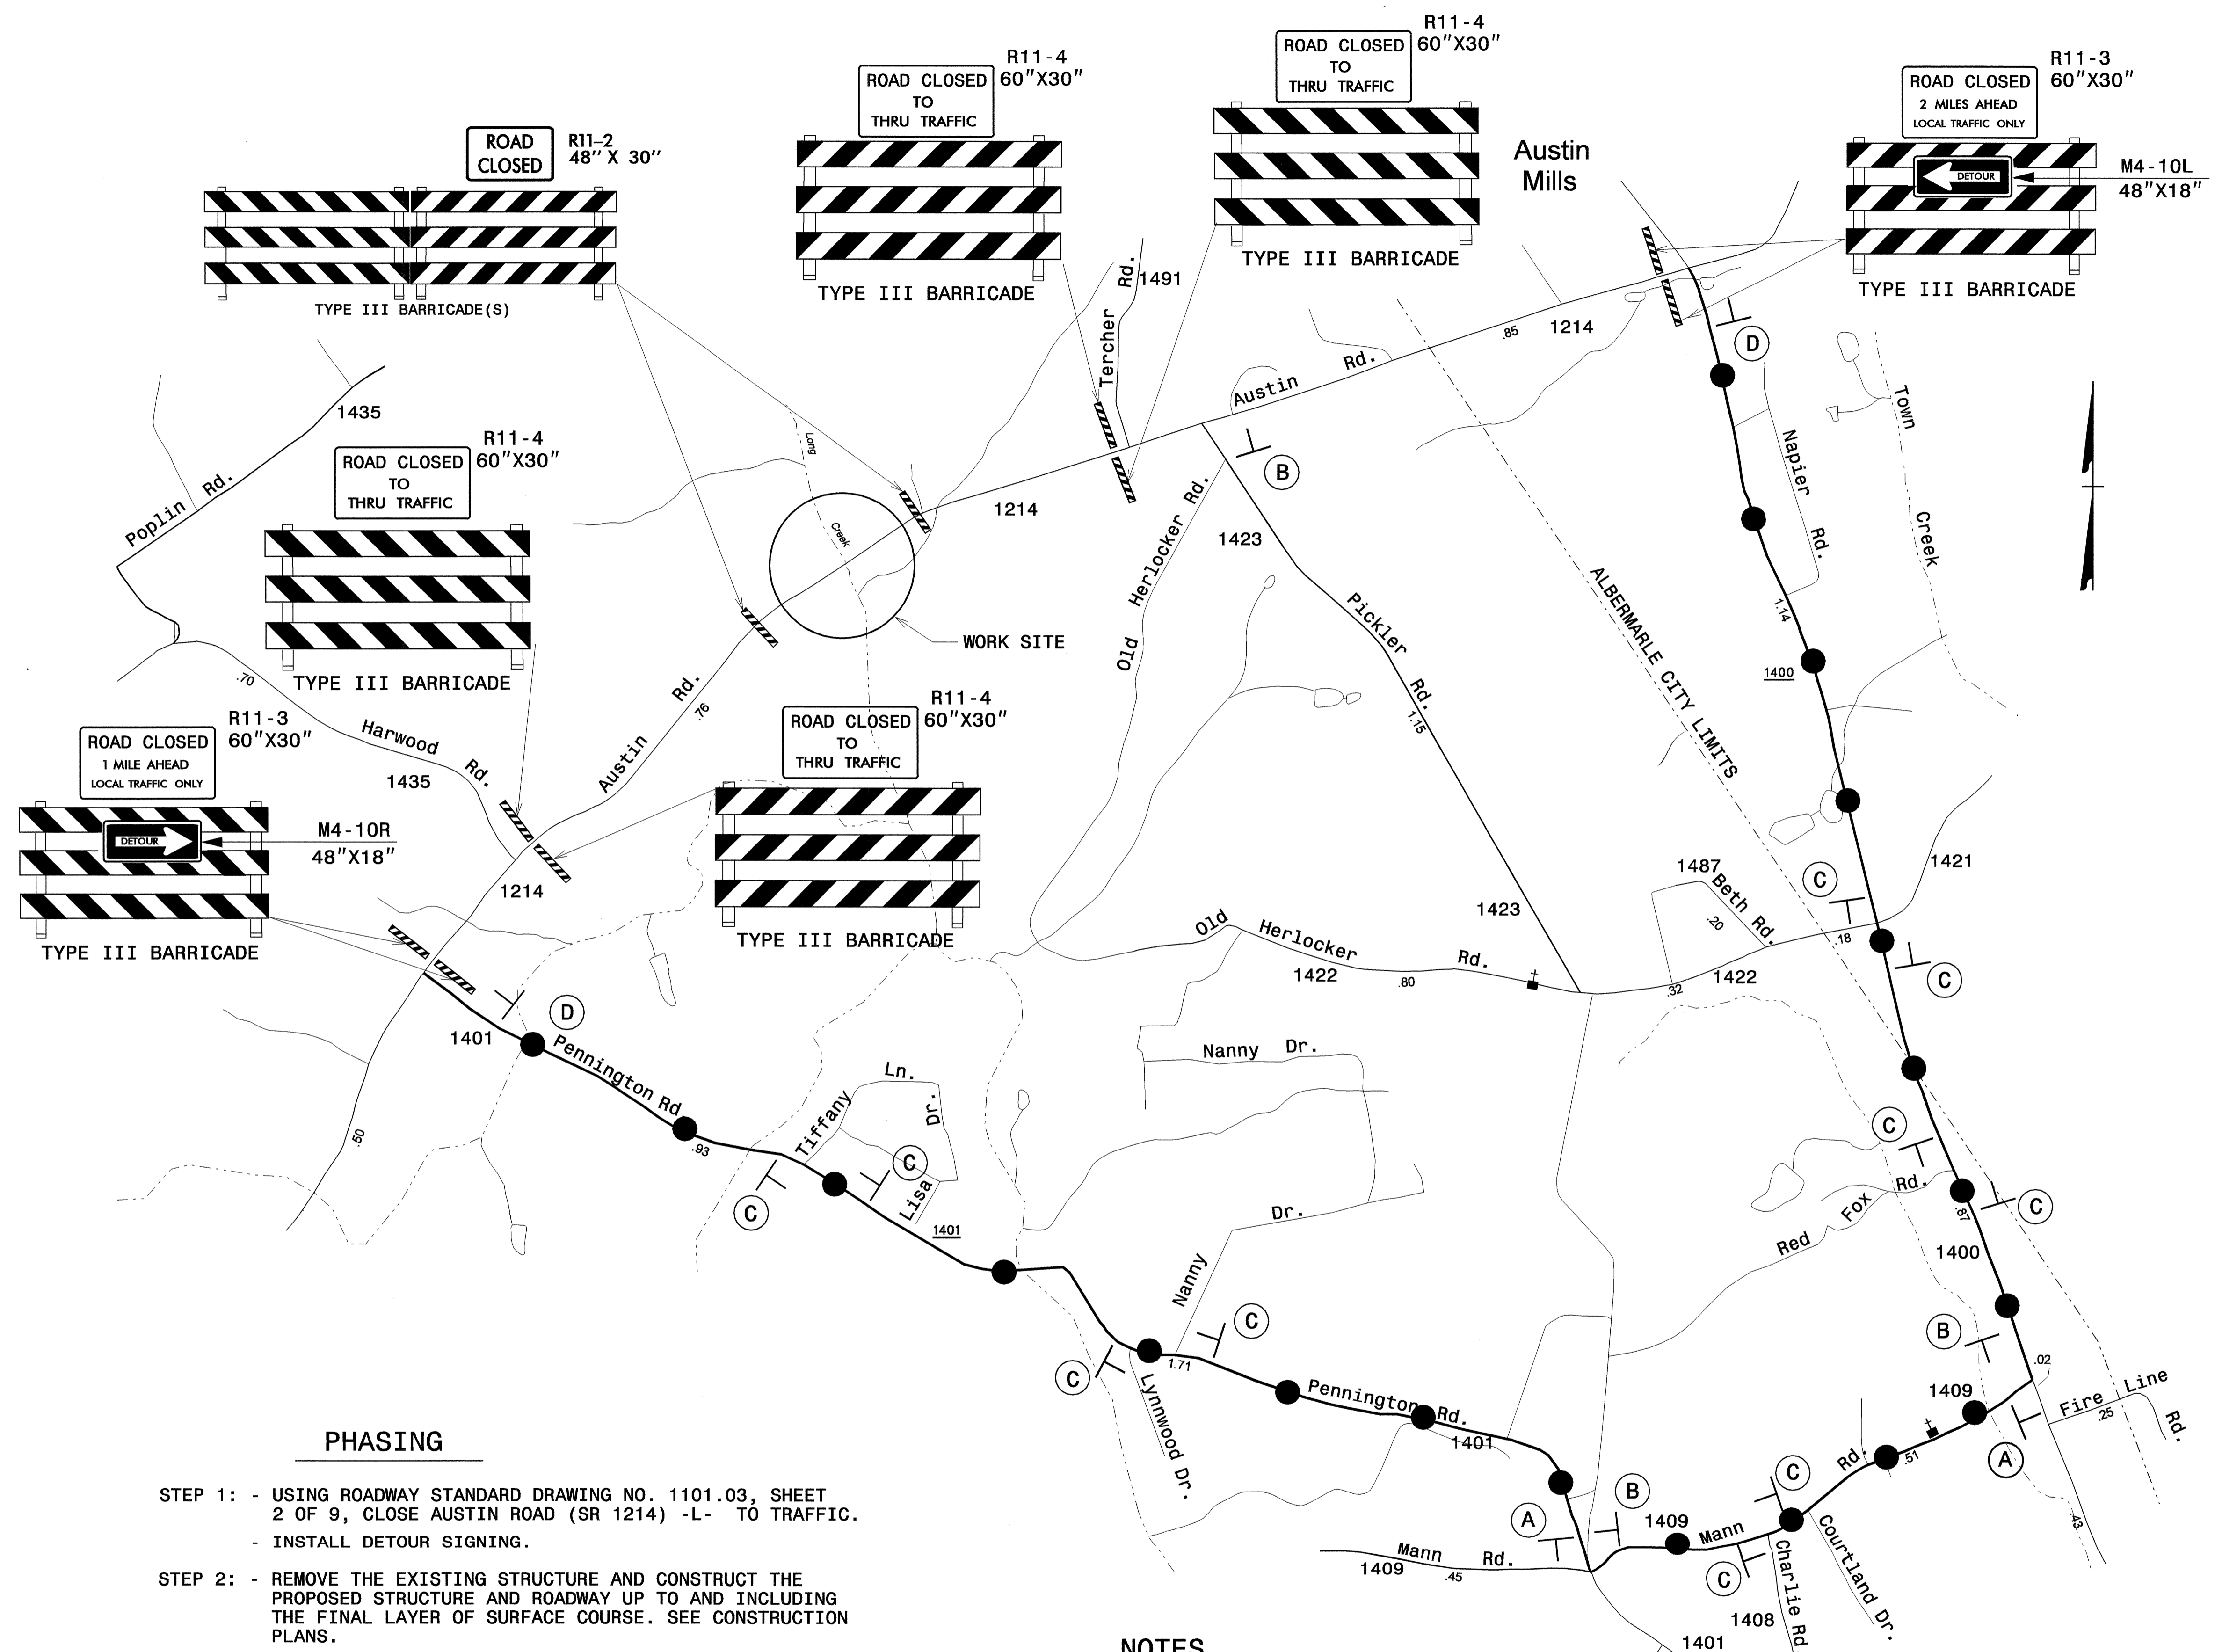 R11-4
60"X30"
ROAD CLOSED
TO
THRU TRAFFIC
TYPE III BARRICADE
R11-4
60"X30"
ROAD CLOSED
TO
THRU TRAFFIC
TYPE III BARRICADE
Austin
Mills
R11-3
60"X30"
ROAD CLOSED
2 MILES AHEAD
LOCAL TRAFFIC ONLY
DETOUR
M4-10L
48"X18"
TYPE III BARRICADE
ROAD
CLOSED
R11-2
48" X 30"
TYPE III BARRICADE(S)
Tercher Rd.
1491
Austin Rd.
.85
1214
D
1435
Poplin Rd.
R11-4
60"X30"
ROAD CLOSED
TO
THRU TRAFFIC
TYPE III BARRICADE
Long
Creek
1214
B
Old Herlocker Rd.
1423
Pickler Rd.
1.15
1423
ALBERMARLE CITY LIMITS
Napier Rd.
Town
Creek
1.14
1400
WORK SITE
.70
Harwood Rd.
1435
Austin Rd.
.76
R11-4
60"X30"
ROAD CLOSED
TO
THRU TRAFFIC
TYPE III BARRICADE
R11-3
60"X30"
ROAD CLOSED
1 MILE AHEAD
LOCAL TRAFFIC ONLY
DETOUR
M4-10R
48"X18"
TYPE III BARRICADE
1214
1487
Beth Rd.
.20
C
1421
.18
C
Old Herlocker Rd.
1422
.80
.32
1422
1401
D
Pennington Rd.
.93
.50
Tiffany Ln.
Lisa Dr.
C
C
1401
Nanny Dr.
Nanny Dr.
C
Red Fox Rd.
C
.87
1400
B
C
C
1.71
Lynnwood Dr.
Pennington Rd.
1401
.02
1409
Fire Line Rd.
.25
A
.43
.51
C
Mann Rd.
1409
B
A
Mann Rd.
1409
.45
C
Charlie Rd
1408
Courtland Dr.
1401
PHASING
STEP 1: - USING ROADWAY STANDARD DRAWING NO. 1101.03, SHEET
2 OF 9, CLOSE AUSTIN ROAD (SR 1214) -L- TO TRAFFIC.
- INSTALL DETOUR SIGNING.
STEP 2: - REMOVE THE EXISTING STRUCTURE AND CONSTRUCT THE
PROPOSED STRUCTURE AND ROADWAY UP TO AND INCLUDING
THE FINAL LAYER OF SURFACE COURSE. SEE CONSTRUCTION
PLANS.
NOTES